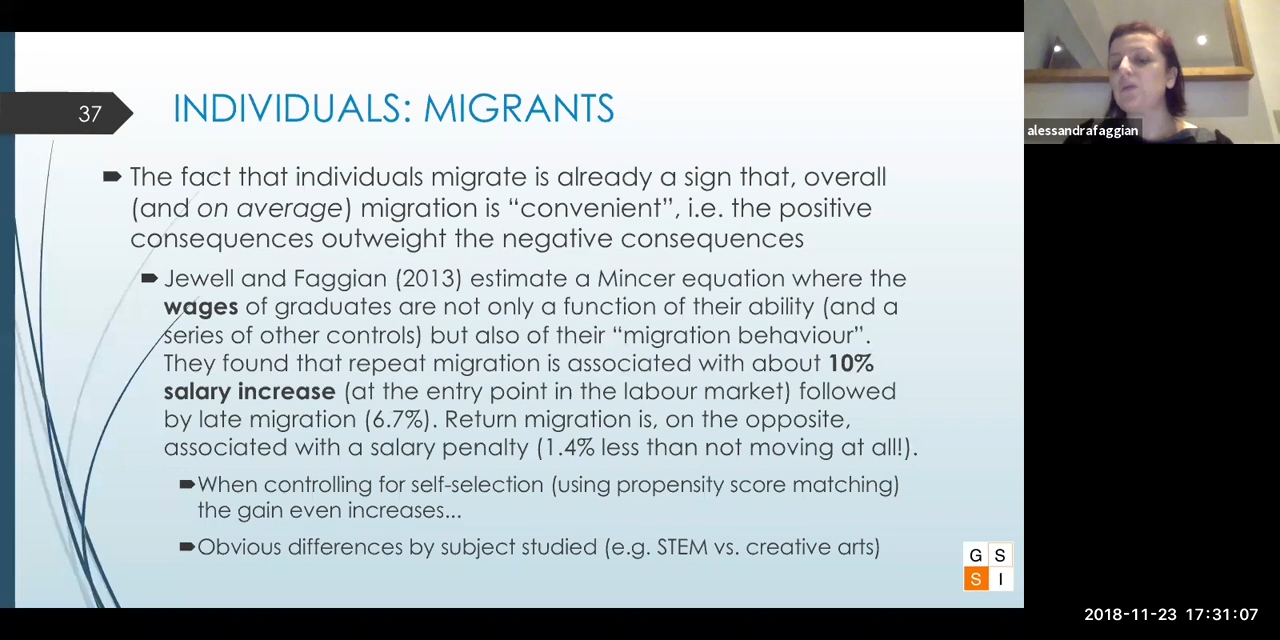 37
INDIVIDUALS: MIGRANTS
The fact that individuals migrate is already a sign that, overall
(and on average) migration is “convenient”, i.e. the positive
consequences outweight the negative consequences
Jewell and Faggian (2013) estimate a Mincer equation where the
wages of graduates are not only a function of their ability (and a
series of other controls) but also of their “migration behaviour”.
They found that repeat migration is associated with about 10%
salary increase (at the entry point in the labour market) followed
by late migration (6.7%). Return migration is, on the opposite,
associated with a salary penalty (1.4% less than not moving at all!).
When controlling for self-selection (using propensity score matching)
the gain even increases...
Obvious differences by subject studied (e.g. STEM vs. creative arts)
G S
S I
alessandrafaggian
2018-11-23 17:31:07